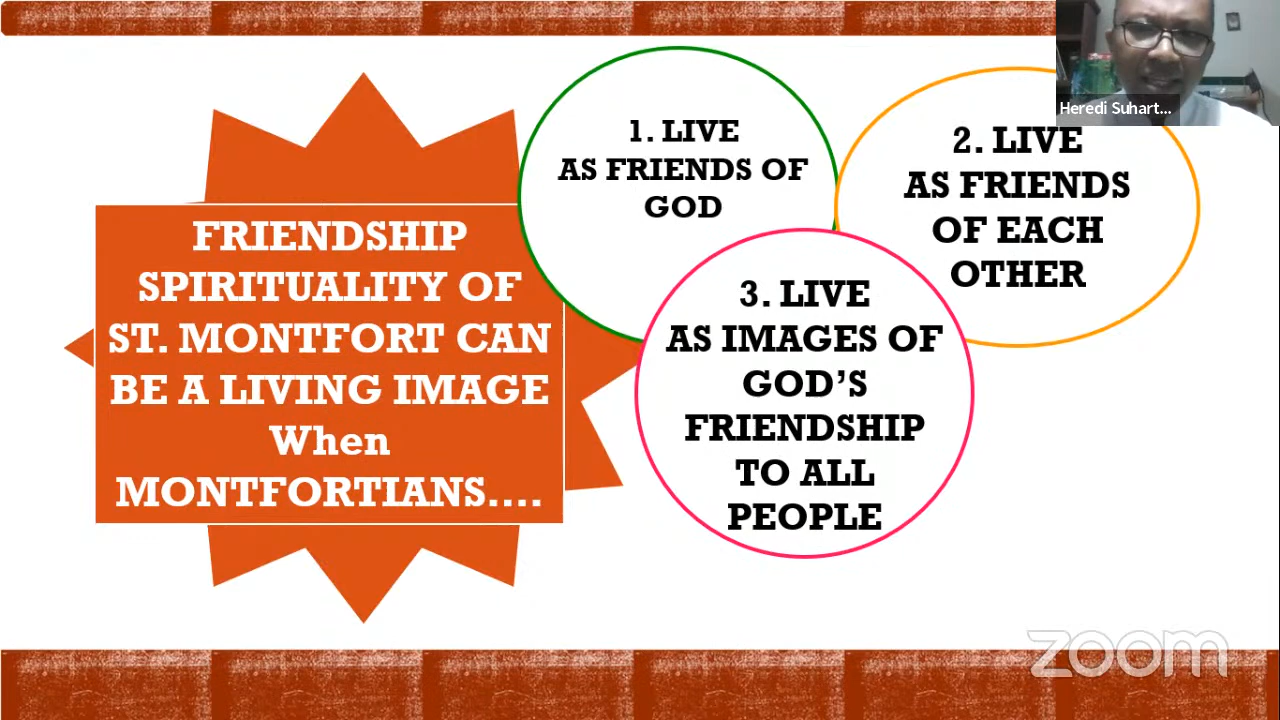 FRIENDSHIP
SPIRITUALITY OF
ST. MONTFORT CAN
BE A LIVING IMAGE
When
MONTFORTIANS....
1. LIVE
AS FRIENDS OF
GOD
2. LIVE
AS FRIENDS
OF EACH
OTHER
3. LIVE
AS IMAGES OF
GOD’S
FRIENDSHIP
TO ALL
PEOPLE
Heredi Suhart...
zoom